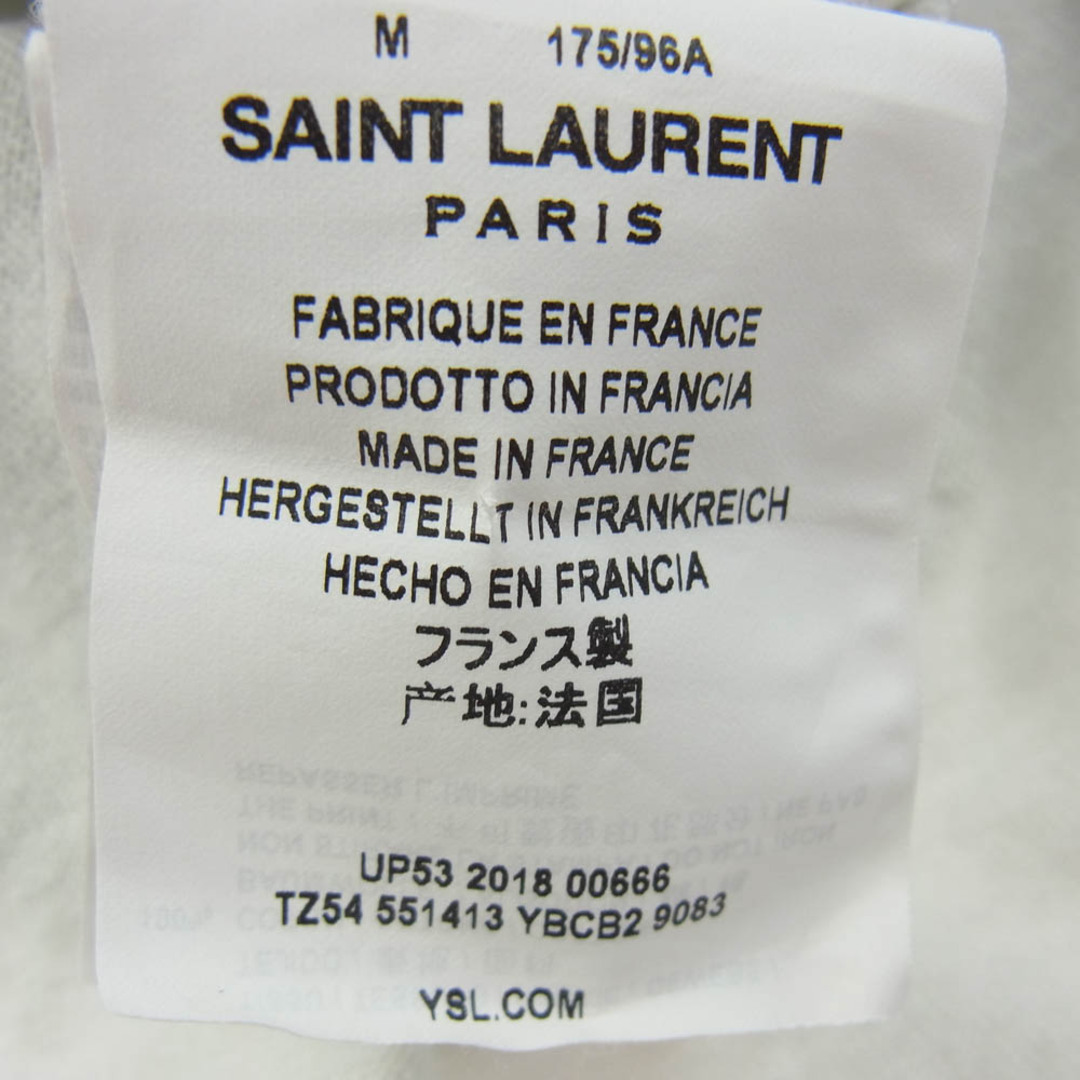 M 175/96A
SAINT LAURENT
PARIS
FABRIQUE EN FRANCE
PRODOTTO IN FRANCIA
MADE IN FRANCE
HERGESTELLT IN FRANKREICH
HECHO EN FRANCIA
フランス製
产地:法国
REPASSER L'IMPRIME
UP53 2018 00666
TZ54 551413 YBCB2 9083
YSL.COM